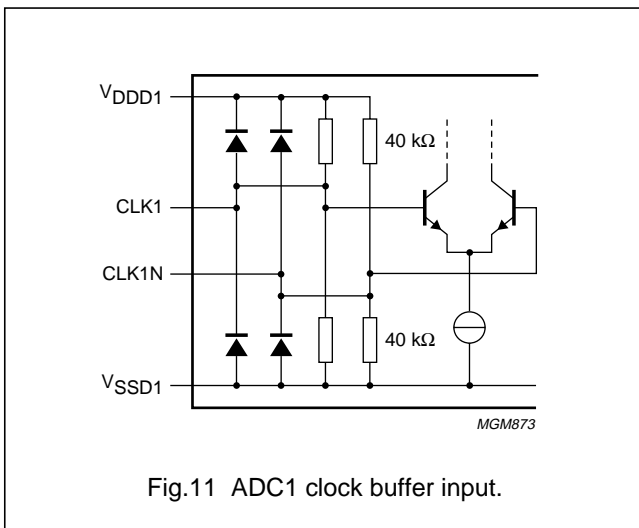 VDDD1
40 kΩ
CLK1
CLK1N
40 kΩ
VSSD1
MGM873
Fig.11 ADC1 clock buffer input.